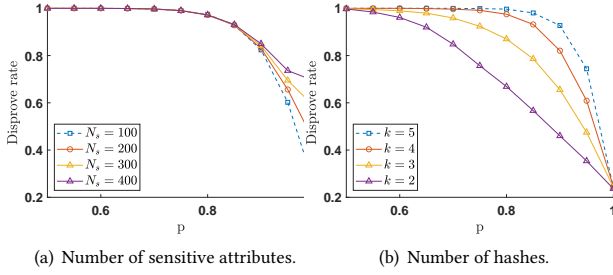 1
0.8
0.6
0.4
0.2
Disprove rate
N_s = 100
N_s = 200
N_s = 300
N_s = 400
0.6
0.8
p
(a) Number of sensitive attributes.
1
0.8
0.6
0.4
0.2
Disprove rate
k = 5
k = 4
k = 3
k = 2
0.6
0.8
1
p
(b) Number of hashes.